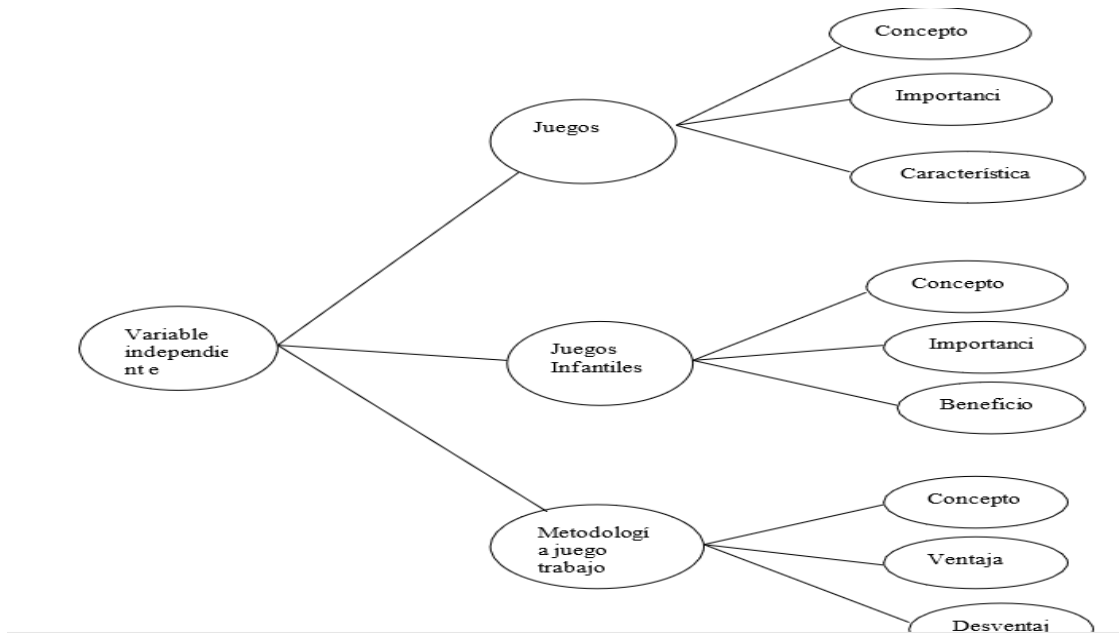 Concepto
Importanci
Juegos
Característica
Concepto
Variable
independie
nt e
Juegos
Infantiles
Importanci
Beneficio
Concepto
Metodologí
a juego
trabajo
Ventaja
Desventaj